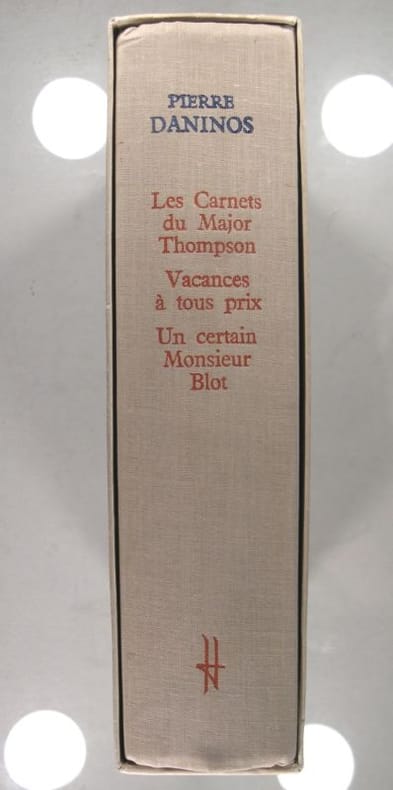 PIERRE
DANINOS
Les Carnets
du Major
Thompson
Vacances
à tous prix
Un certain
Monsieur
Blot